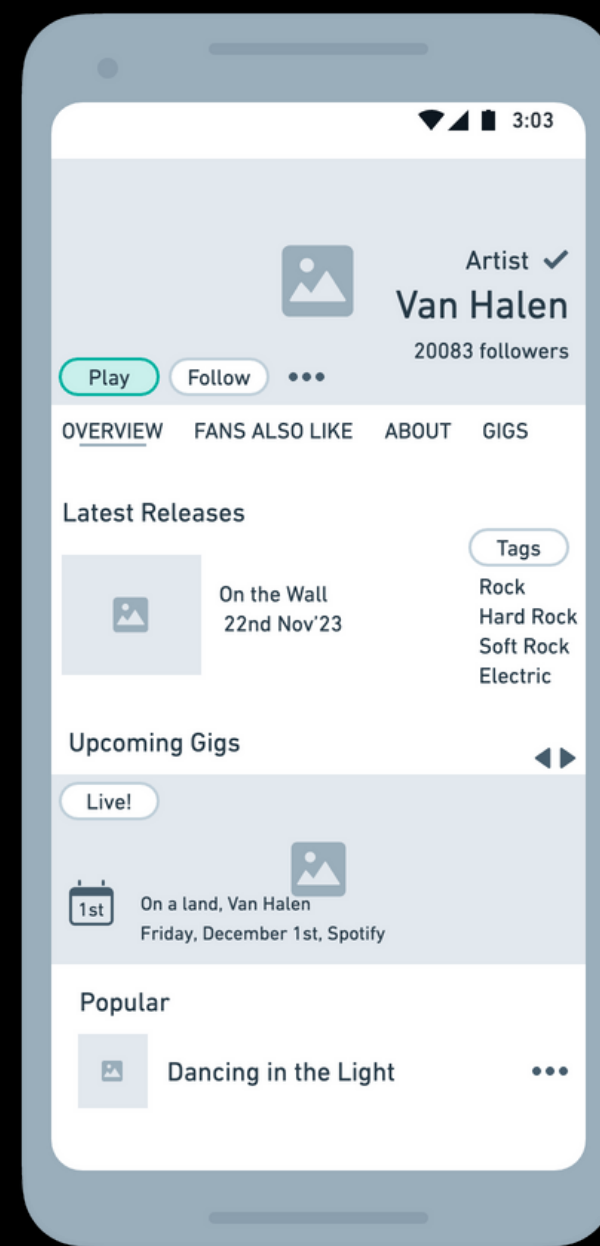 3:03
Artist
Van Halen
20083 followers
Play Follow
OVERVIEW FANS ALSO LIKE ABOUT GIGS
Latest Releases
Tags
On the Wall
22nd Nov'23
Rock
Hard Rock
Soft Rock
Electric
Upcoming Gigs
Live!
1st
On a land, Van Halen
Friday, December 1st, Spotify
Popular
Dancing in the Light